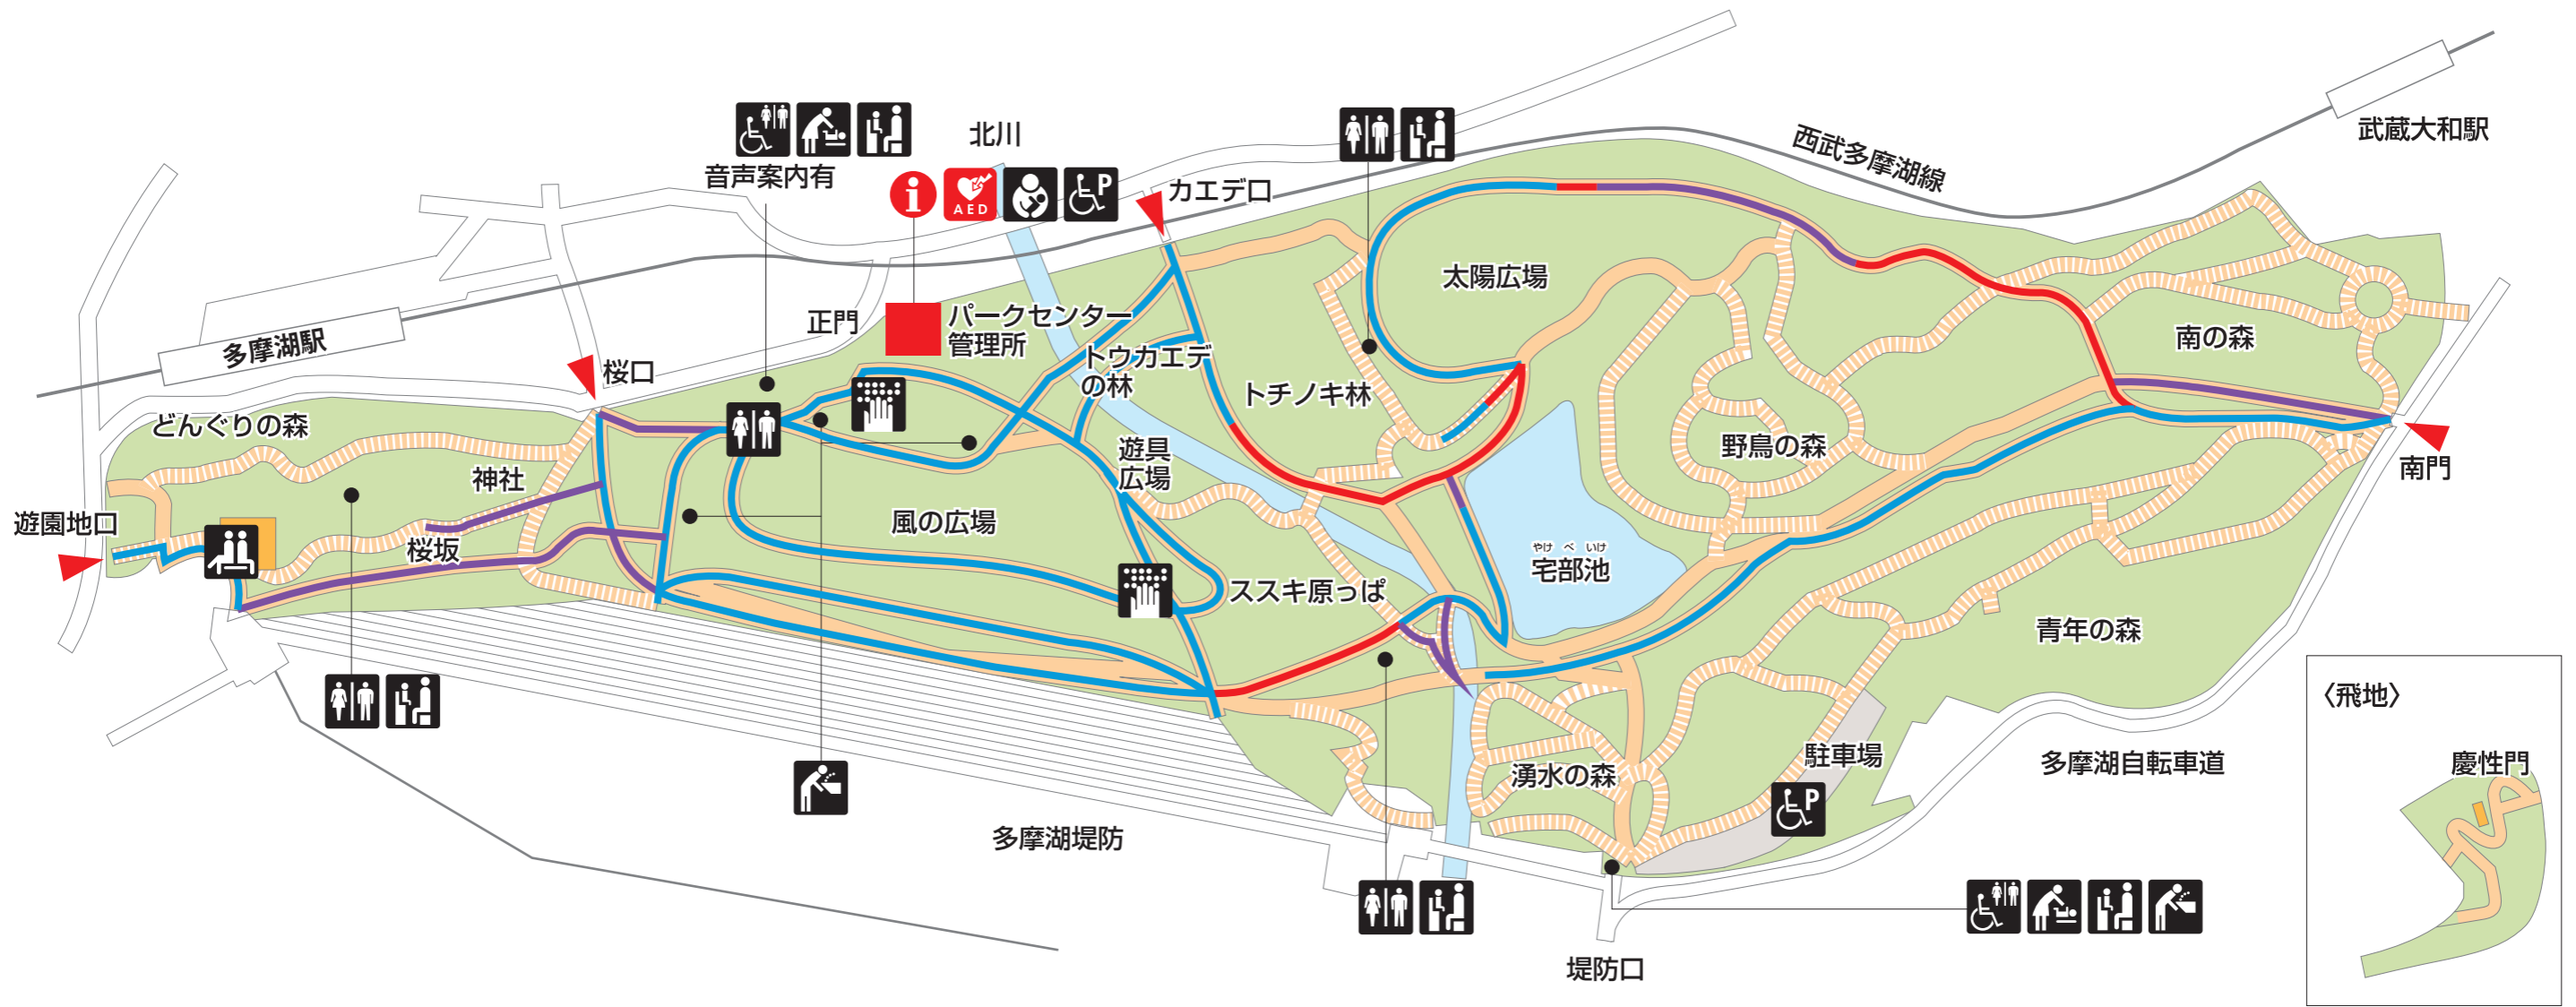 北川
音声案内有
AED
P
カエデ口
西武多摩湖線
武蔵大和駅
多摩湖駅
正門
パークセンター
管理所
太陽広場
桜口
トウカエデ
の林
トチノキ林
南の森
どんぐりの森
神社
遊具
広場
野鳥の森
南門
遊園地口
桜坂
風の広場
やけべいけ
宅部池
ススキ原っぱ
青年の森
〈飛地〉
慶性門
湧水の森
駐車場
P
多摩湖自転車道
多摩湖堤防
堤防口